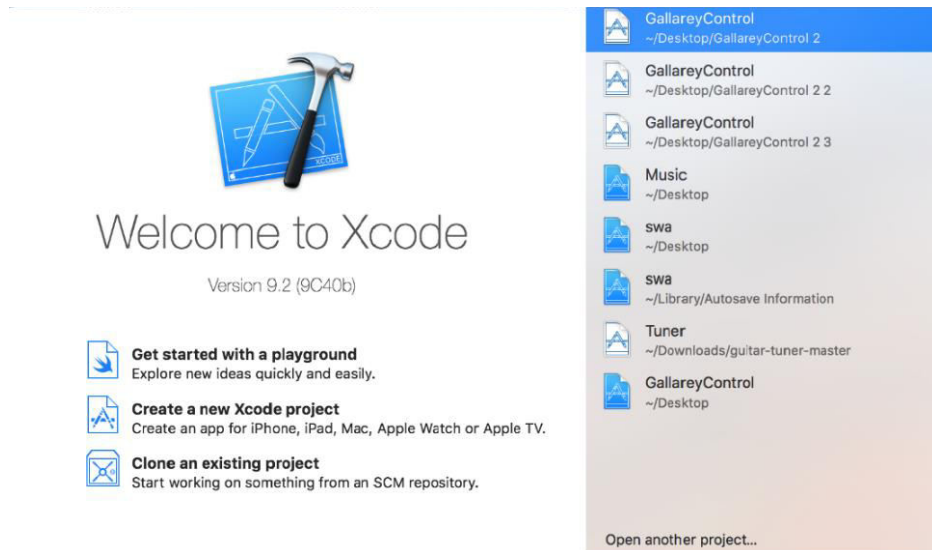 XCODE
Welcome to Xcode
Version 9.2 (9C40b)
Get started with a playground
Explore new ideas quickly and easily.
Create a new Xcode project
Create an app for iPhone, iPad, Mac, Apple Watch or Apple TV.
Clone an existing project
Start working on something from an SCM repository.
GallareyControl
~/Desktop/GallareyControl 2
GallareyControl
~/Desktop/GallareyControl 2 2
GallareyControl
~/Desktop/GallareyControl 2 3
Music
~/Desktop
swa
~/Desktop
swa
~/Library/Autosave Information
Tuner
~/Downloads/guitar-tuner-master
GallareyControl
~/Desktop
Open another project...